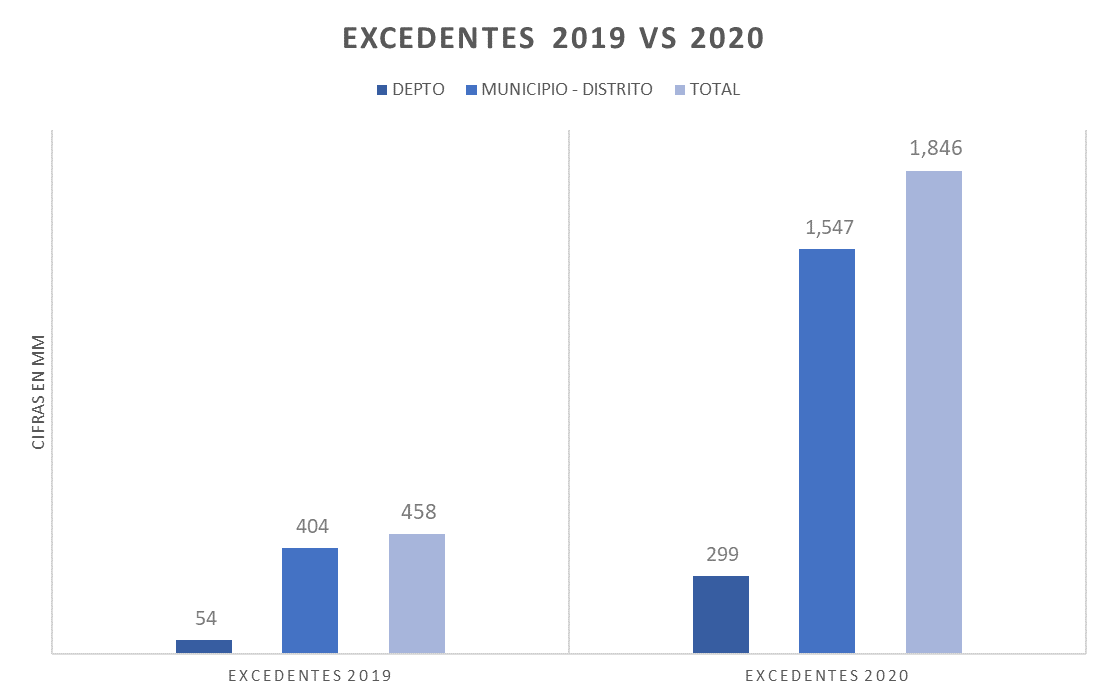 EXCEDENTES 2019 VS 2020
DEPTO MUNICIPIO - DISTRITO TOTAL
CIFRAS EN MM
54
404
458
299
1,547
1,846
EXCEDENTES 2019
EXCEDENTES 2020